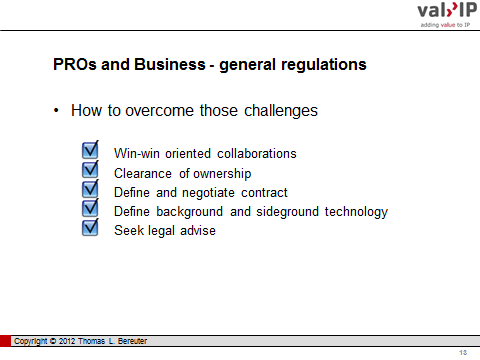 val IP
adding value to IP
PROs and Business - general regulations
• How to overcome those challenges
Win-win oriented collaborations
Clearance of ownership
Define and negotiate contract
Define background and sideground technology
Seek legal advise
Copyright © 2012 Thomas L. Bereuter
18